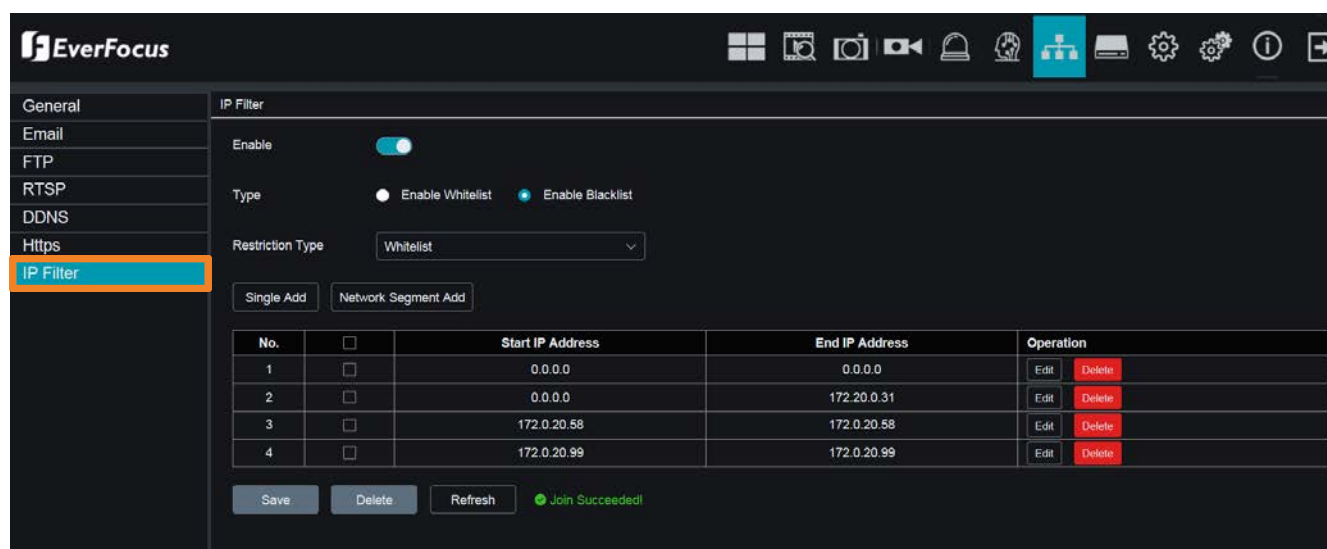 EverFocus
General
Email
FTP
RTSP
DDNS
Https
IP Filter
IP Filter
Enable
Type Enable Whitelist Enable Blacklist
Restriction Type Whitelist
Single Add Network Segment Add
No. Start IP Address End IP Address Operation
1 0.0.0.0 0.0.0.0 Edit Delete
2 0.0.0.0 172.20.0.31 Edit Delete
3 172.0.20.58 172.0.20.58 Edit Delete
4 172.0.20.99 172.0.20.99 Edit Delete
Save Delete Refresh Join Succeeded!